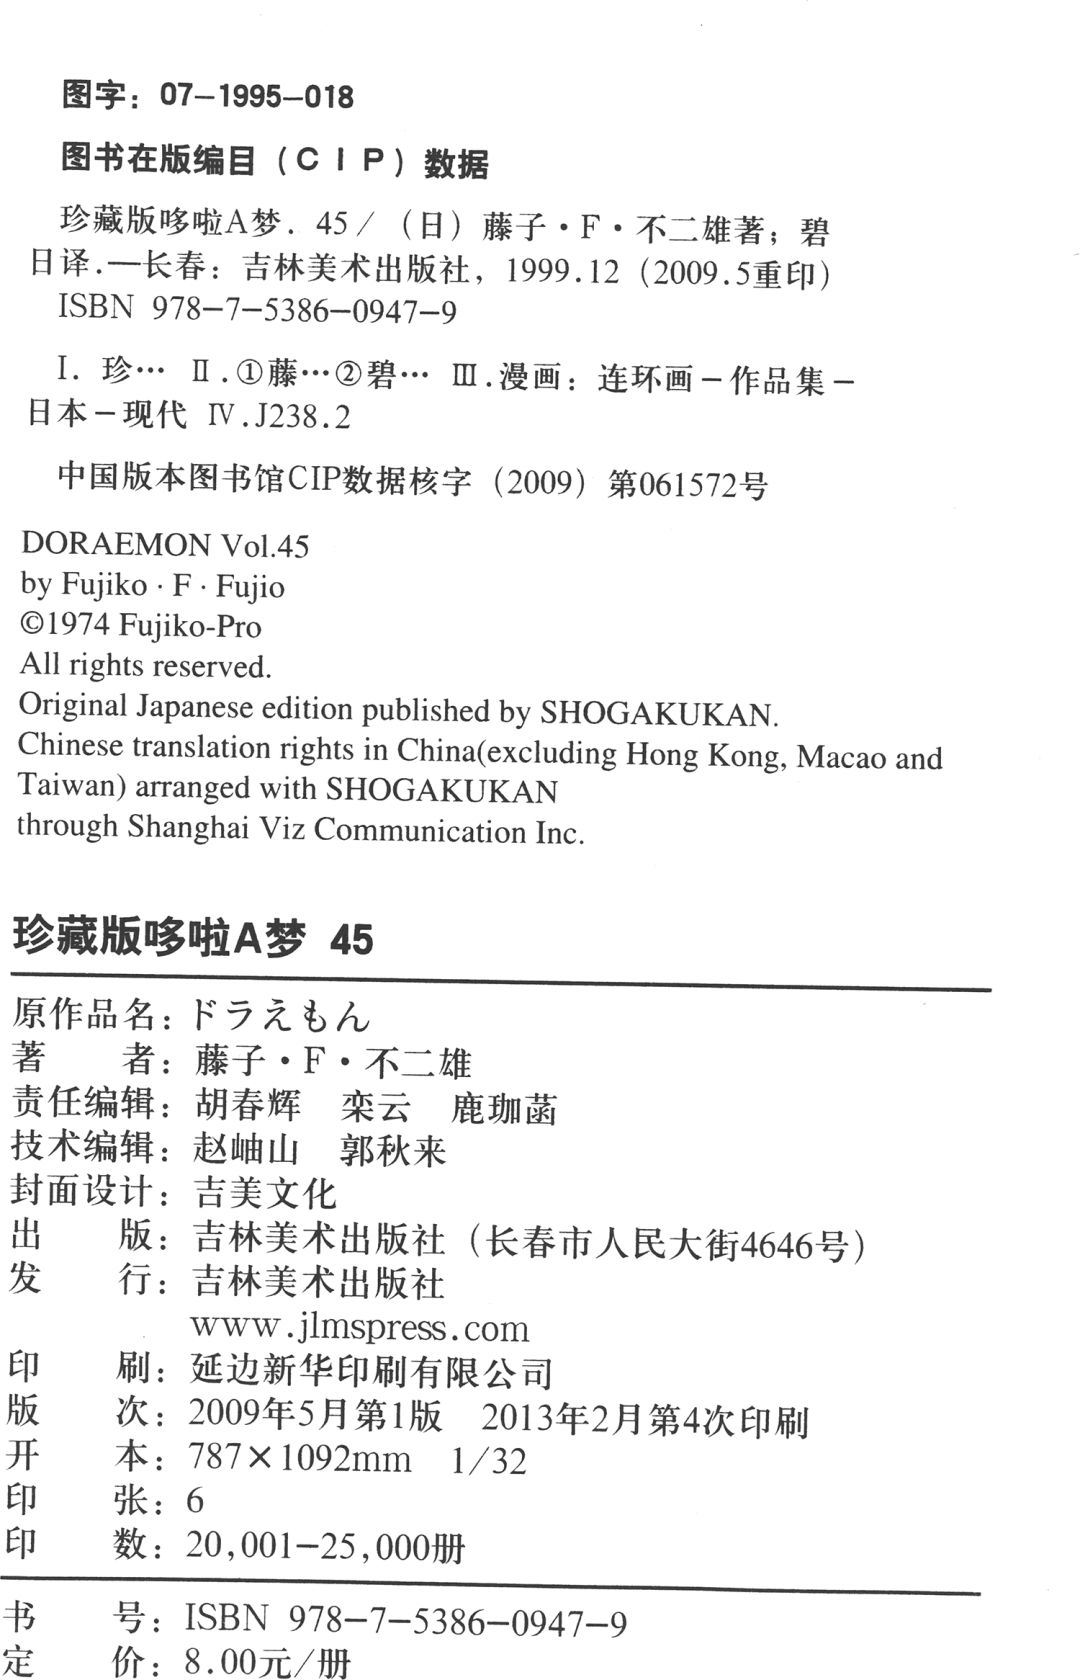 图字：07—1995—018
图书在版编目（CIP）数据
珍藏版哆啦A梦．45／（日）藤子・F・不二雄著；碧
日译.—长春：吉林美术出版社，1999.12（2009.5重印）
ISBN 978—7—5386—0947—9
Ⅰ．珍… Ⅱ.①藤…②碧… Ⅲ.漫画：连环画－作品集－
日本－现代 Ⅳ.J238.2
中国版本图书馆CIP数据核字（2009）第061572号
DORAEMON Vol.45
by Fujiko · F · Fujio
©1974 Fujiko-Pro
All rights reserved.
Original Japanese edition published by SHOGAKUKAN.
Chinese translation rights in China(excluding Hong Kong, Macao and
Taiwan) arranged with SHOGAKUKAN
through Shanghai Viz Communication Inc.
珍藏版哆啦A梦 45
原作品名：ドラえもん
著　　者：藤子・F・不二雄
责任编辑：胡春辉　栾云　鹿珈菡
技术编辑：赵岫山　郭秋来
封面设计：吉美文化
出　　版：吉林美术出版社（长春市人民大街4646号）
发　　行：吉林美术出版社
www.jlmspress.com
印　　刷：延边新华印刷有限公司
版　　次：2009年5月第1版　2013年2月第4次印刷
开　　本：787×1092mm　1/32
印　　张：6
印　　数：20,001—25,000册
书　　号：ISBN 978—7—5386—0947—9
定　　价：8.00元/册